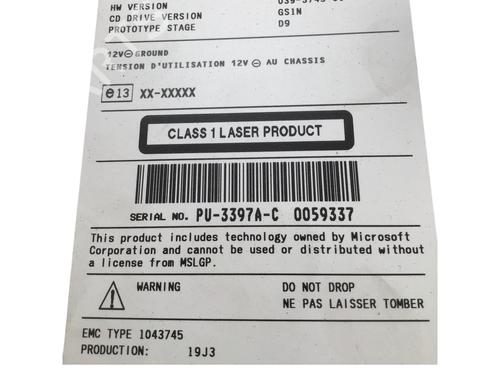 HW VERSION
CD DRIVE VERSION GS1N
PROTOTYPE STAGE D9
12V⊖GROUND
TENSION D'UTILISATION 12V ⊖ AU CHASSIS
e13 XX-XXXXX
CLASS 1 LASER PRODUCT
SERIAL NO. PU-3397A-C 0059337
This product includes technology owned by Microsoft
Corporation and cannot be used or distributed without
a license from MSLGP.
WARNING DO NOT DROP
NE PAS LAISSER TOMBER
EMC TYPE 1043745
PRODUCTION: 19J3